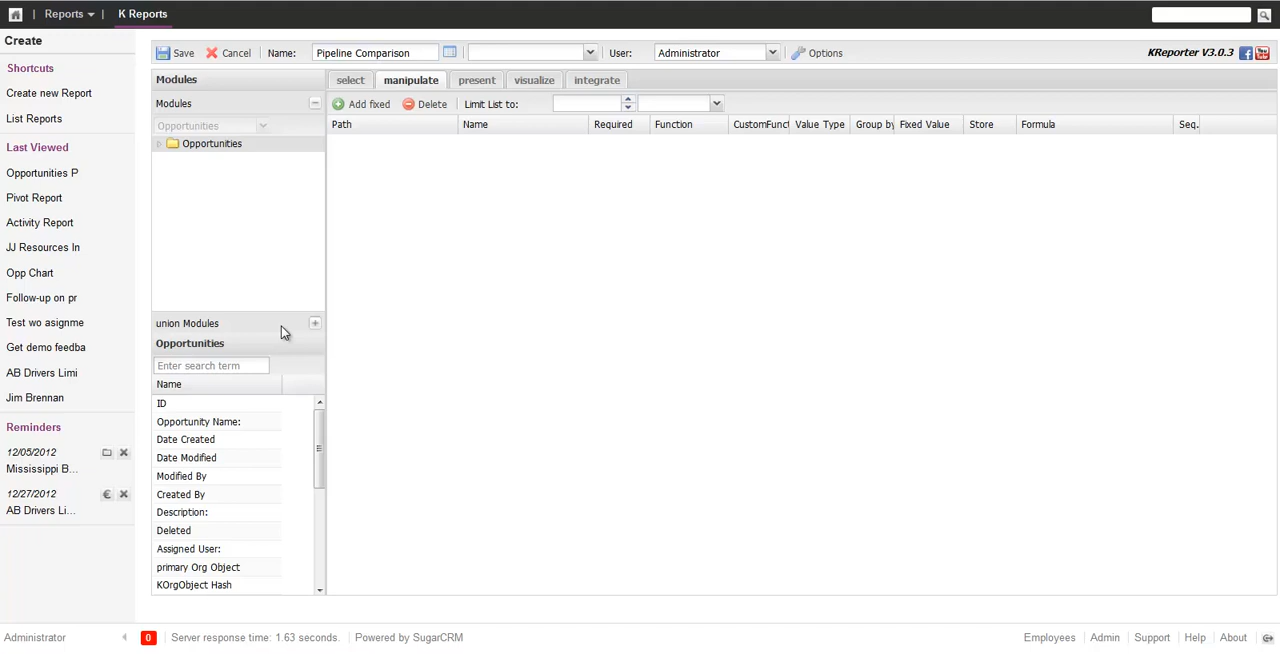 Reports | K Reports
Create
Shortcuts
Create new Report
List Reports
Last Viewed
Opportunities P
Pivot Report
Activity Report
JJ Resources In
Opp Chart
Follow-up on pr
Test wo asignme
Get demo feedba
AB Drivers Limi
Jim Brennan
Reminders
12/05/2012
Mississippi B...
12/27/2012
AB Drivers Li...
Save Cancel Name: Pipeline Comparison User: Administrator Options KReporter V3.0.3
Modules
Modules
Opportunities
Opportunities
union Modules
Opportunities
Enter search term
Name
ID
Opportunity Name:
Date Created
Date Modified
Modified By
Created By
Description:
Deleted
Assigned User:
primary Org Object
KOrgObject Hash
select manipulate present visualize integrate
Add fixed Delete Limit List to:
Path Name Required Function CustomFunct Value Type Group by Fixed Value Store Formula Seq.
Administrator 0 Server response time: 1.63 seconds. Powered by SugarCRM Employees Admin Support Help About